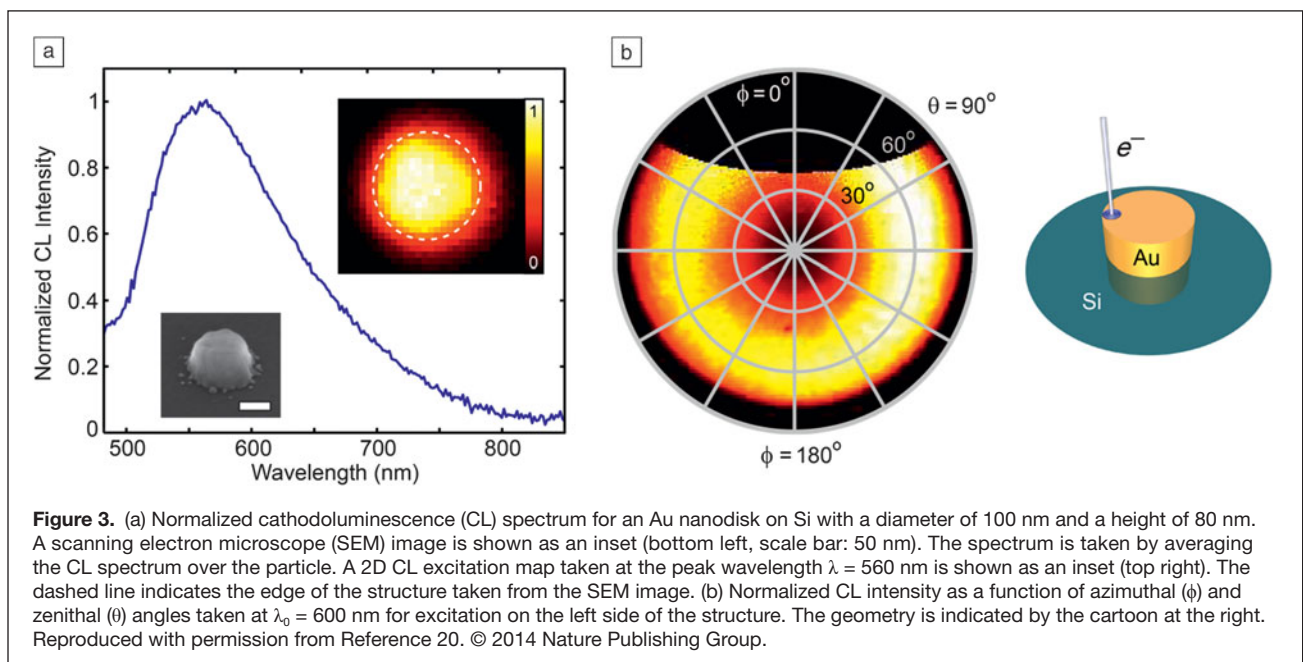 a
Normalized CL Intensity
1
0.8
0.6
0.4
0.2
0
500
600
700
800
Wavelength (nm)
1
0
b
ϕ = 0°
θ = 90°
60°
30°
ϕ = 180°
e⁻
Au
Si
Figure 3. (a) Normalized cathodoluminescence (CL) spectrum for an Au nanodisk on Si with a diameter of 100 nm and a height of 80 nm.
A scanning electron microscope (SEM) image is shown as an inset (bottom left, scale bar: 50 nm). The spectrum is taken by averaging
the CL spectrum over the particle. A 2D CL excitation map taken at the peak wavelength λ = 560 nm is shown as an inset (top right). The
dashed line indicates the edge of the structure taken from the SEM image. (b) Normalized CL intensity as a function of azimuthal (ϕ) and
zenithal (θ) angles taken at λ₀ = 600 nm for excitation on the left side of the structure. The geometry is indicated by the cartoon at the right.
Reproduced with permission from Reference 20. © 2014 Nature Publishing Group.